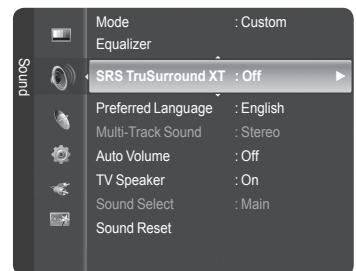 Sound
Mode : Custom
Equalizer
SRS TruSurround XT : Off
Preferred Language : English
Multi-Track Sound : Stereo
Auto Volume : Off
TV Speaker : On
Sound Select : Main
Sound Reset